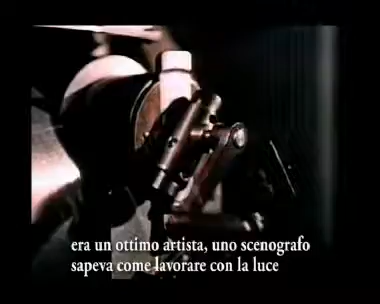 era un ottimo artista, uno scenografo
sapeva come lavorare con la luce